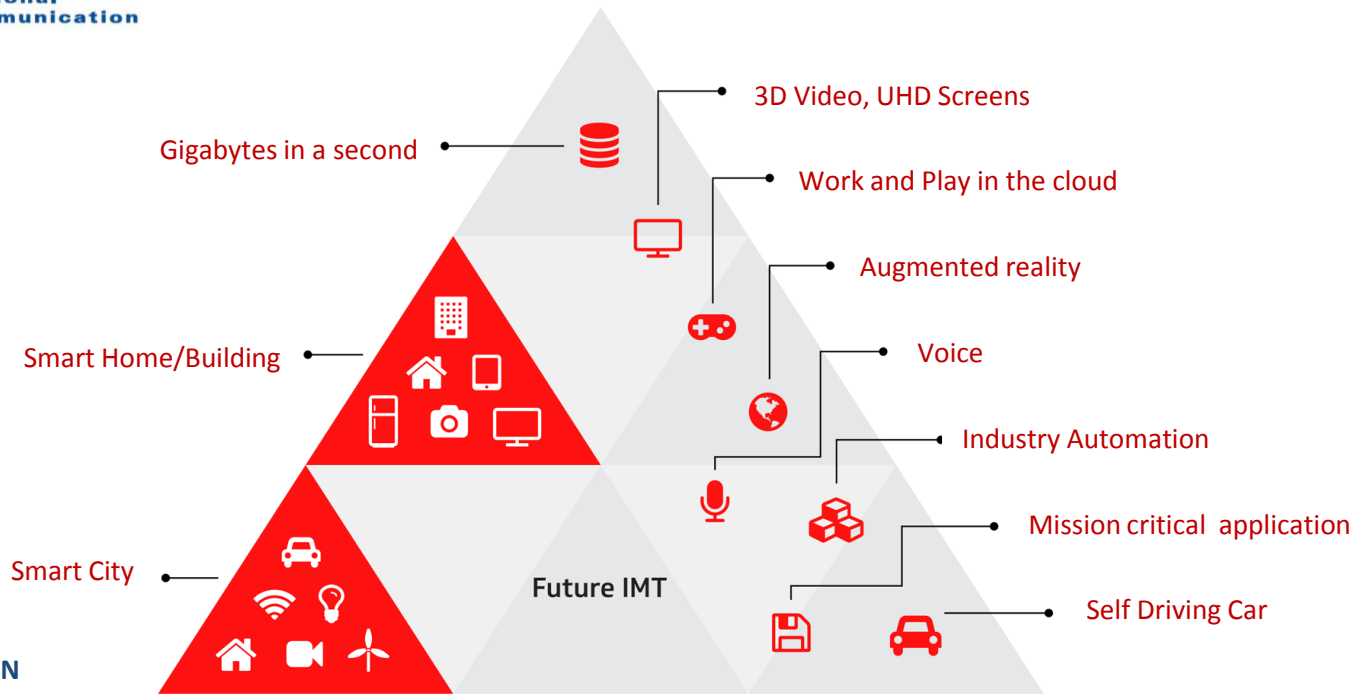 munication
3D Video, UHD Screens
Gigabytes in a second
Work and Play in the cloud
Augmented reality
Voice
Smart Home/Building
Industry Automation
Mission critical application
Smart City
Future IMT
Self Driving Car
N